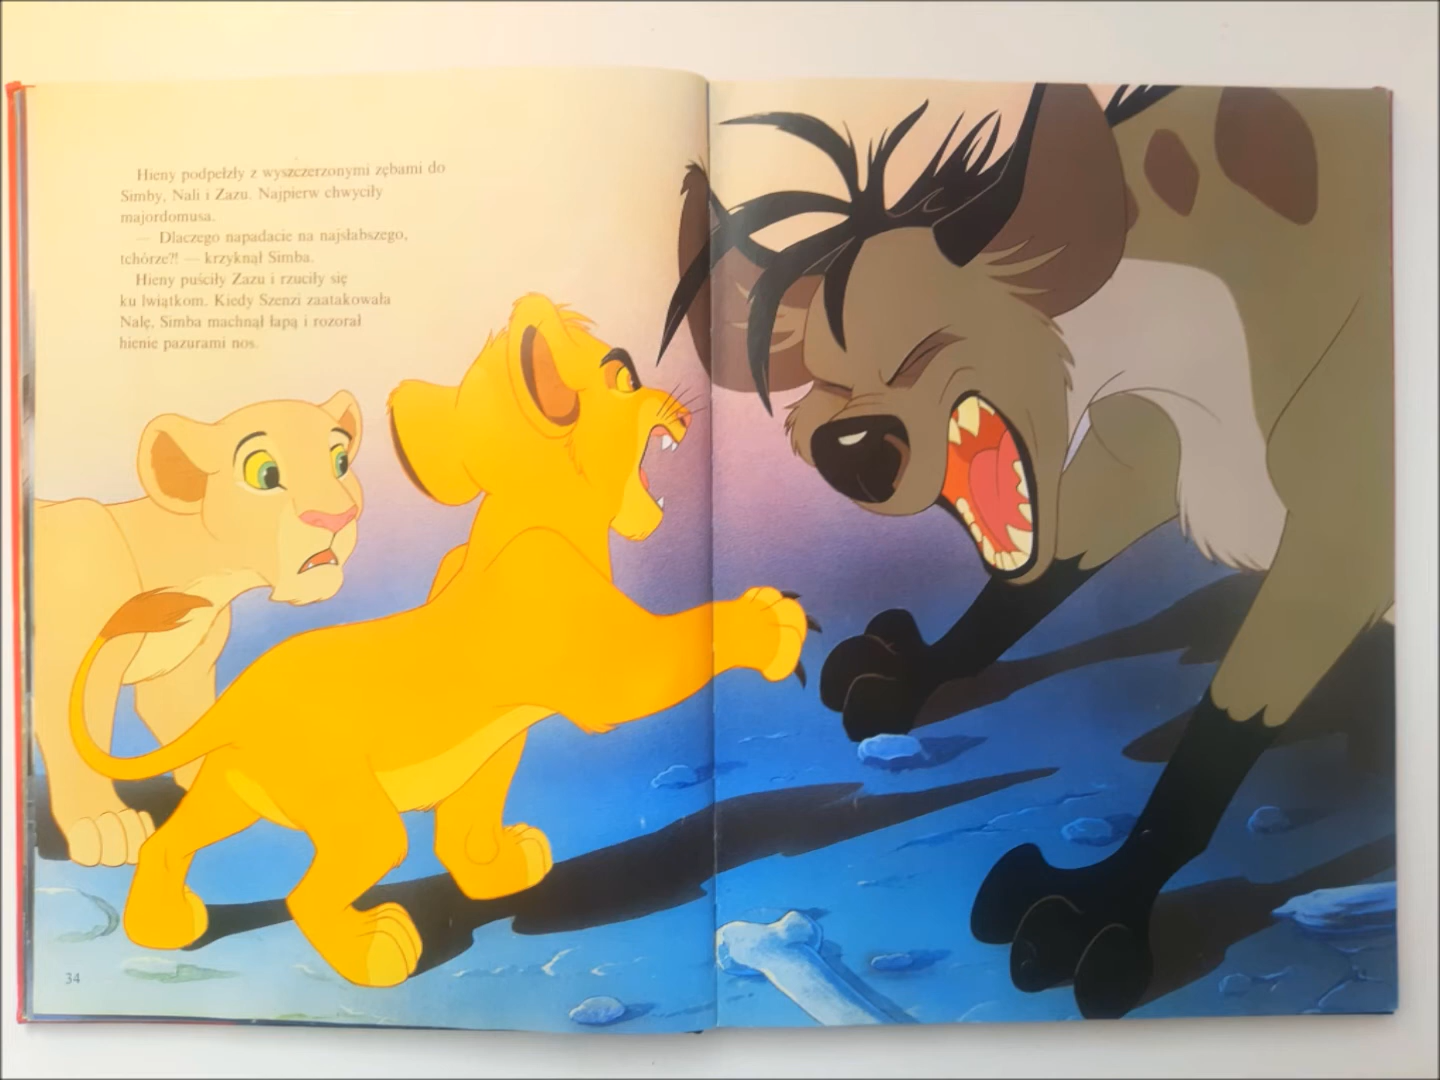 Hieny podpełzły z wyszczerzonymi zębami do
Simby, Nali i Zazu. Najpierw chwyciły
majordomusa.
— Dlaczego napadacie na najsłabszego,
tchórze?! — krzyknął Simba.
Hieny puściły Zazu i rzuciły się
ku lwiątkom. Kiedy Szenzi zaatakowała
Nalę, Simba machnął łapą i rozorał
hienie pazurami nos.
34